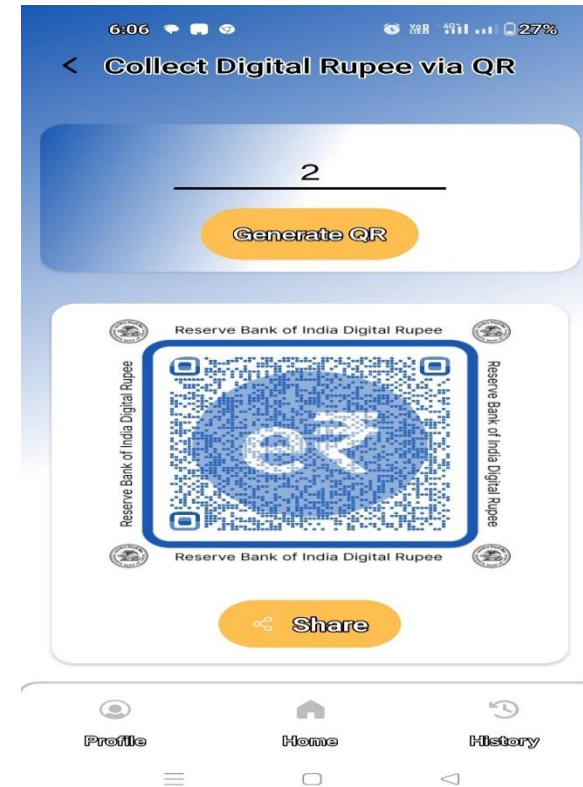 6:06 27%
Collect Digital Rupee via QR
2
Generate QR
Reserve Bank of India Digital Rupee
Reserve Bank of India Digital Rupee
Reserve Bank of India Digital Rupee
e₹
Reserve Bank of India Digital Rupee
Share
Profile Home History